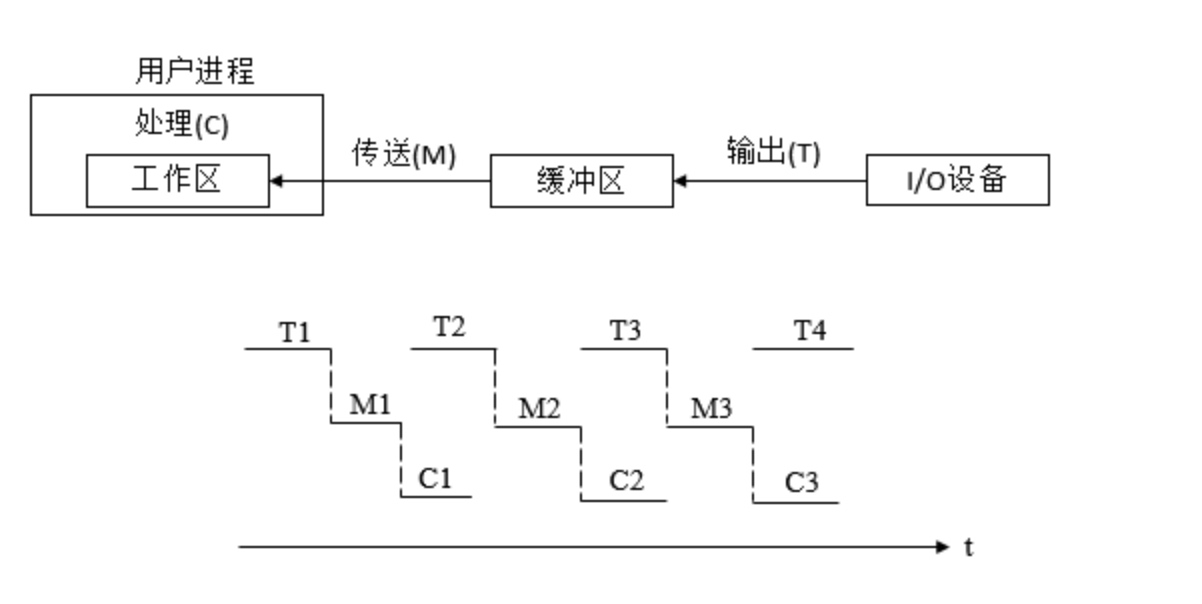 用户进程
处理(C)
传送(M)
输出(T)
工作区
缓冲区
I/O设备
T1
T2
T3
T4
M1
M2
M3
C1
C2
C3
t